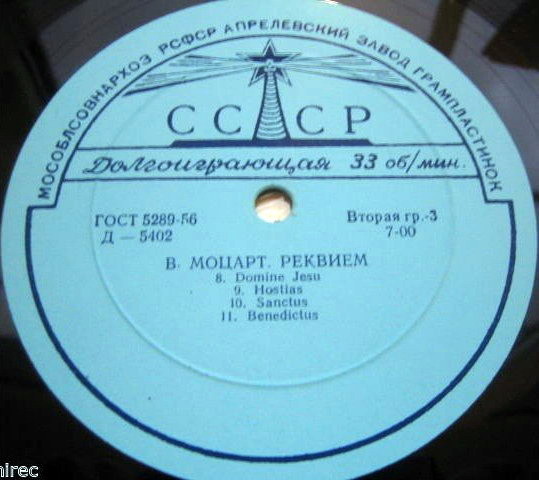 МОСОБЛСОВНАРХОЗ РСФСР АПРЕЛЕВСКИЙ ЗАВОД ГРАМПЛАСТИНОК
СССР
Долгоиграющая 33 об/мин.
ГОСТ 5289-56 Вторая гр.-3
Д — 5402 7-00
В. МОЦАРТ. РЕКВИЕМ
8. Domine Jesu
9. Hostias
10. Sanctus
11. Benedictus